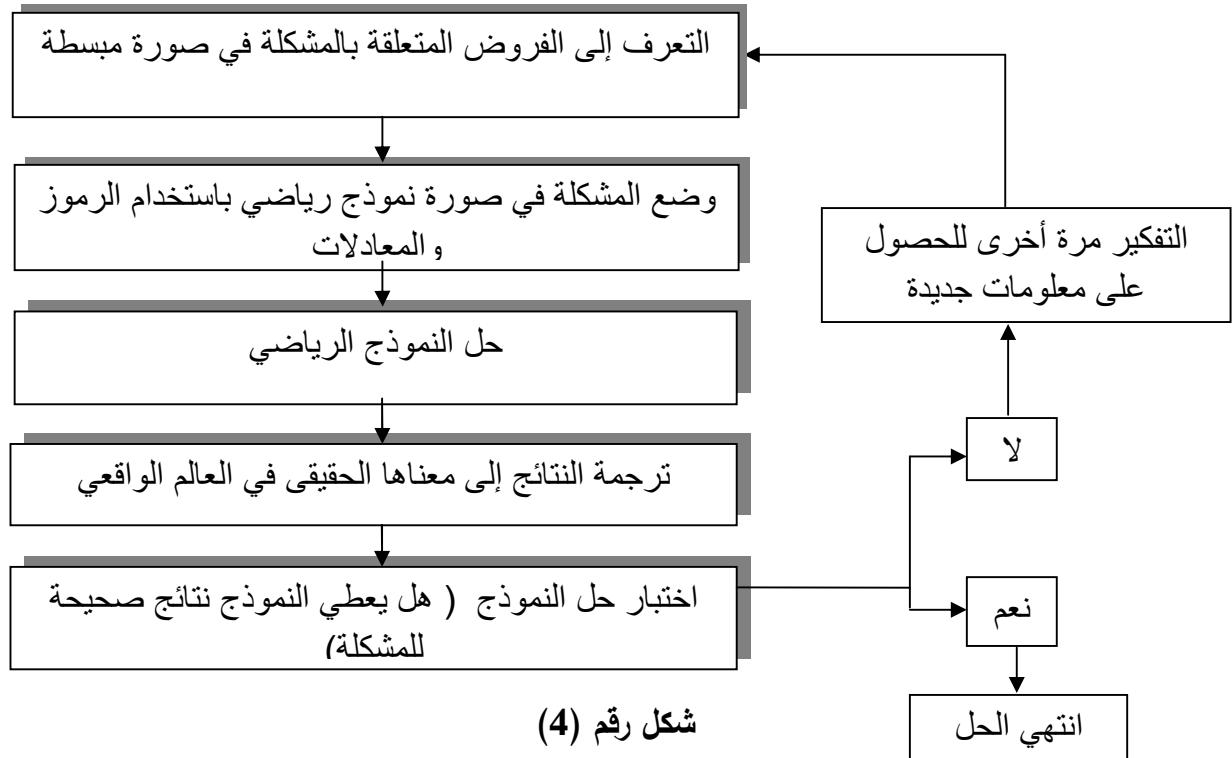 التعرف إلى الفروض المتعلقة بالمشكلة في صورة مبسطة
وضع المشكلة في صورة نموذج رياضي باستخدام الرموز
والمعادلات
حل النموذج الرياضي
ترجمة النتائج إلى معناها الحقيقى في العالم الواقعي
اختبار حل النموذج ( هل يعطي النموذج نتائج صحيحة
للمشكلة)
التفكير مرة أخرى للحصول
على معلومات جديدة
لا
نعم
انتهي الحل
شكل رقم (4)